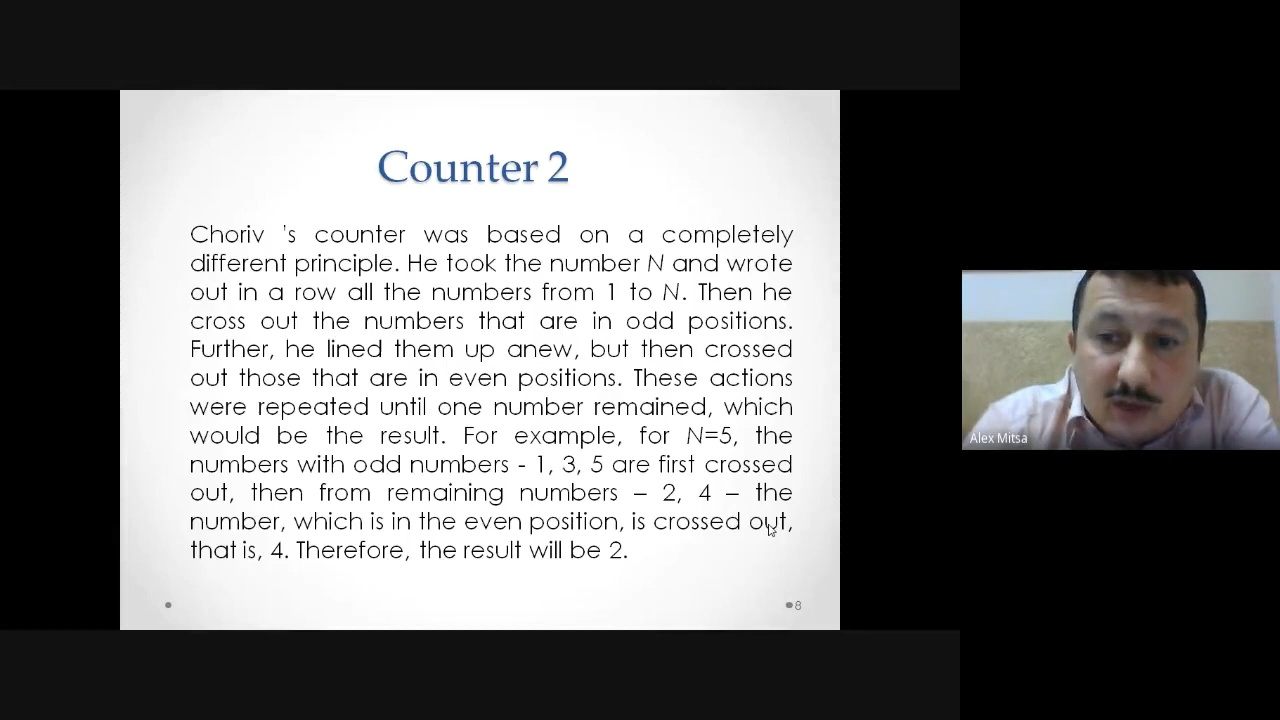 Counter 2
Choriv ’s counter was based on a completely
different principle. He took the number N and wrote
out in a row all the numbers from 1 to N. Then he
cross out the numbers that are in odd positions.
Further, he lined them up anew, but then crossed
out those that are in even positions. These actions
were repeated until one number remained, which
would be the result. For example, for N=5, the
numbers with odd numbers - 1, 3, 5 are first crossed
out, then from remaining numbers – 2, 4 – the
number, which is in the even position, is crossed out,
that is, 4. Therefore, the result will be 2.
8
Alex Mitsa